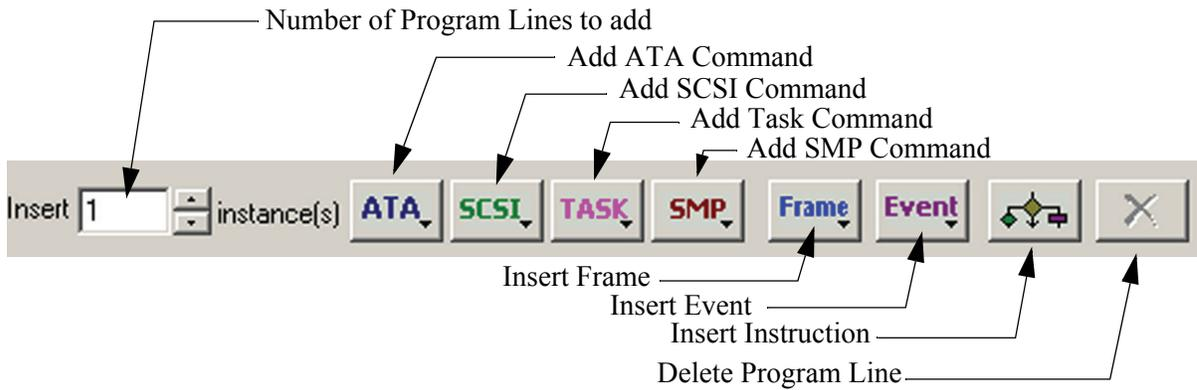 Number of Program Lines to add
Add ATA Command
Add SCSI Command
Add Task Command
Add SMP Command
Insert 1 instance(s) ATA SCSI TASK SMP Frame Event
Insert Frame
Insert Event
Insert Instruction
Delete Program Line